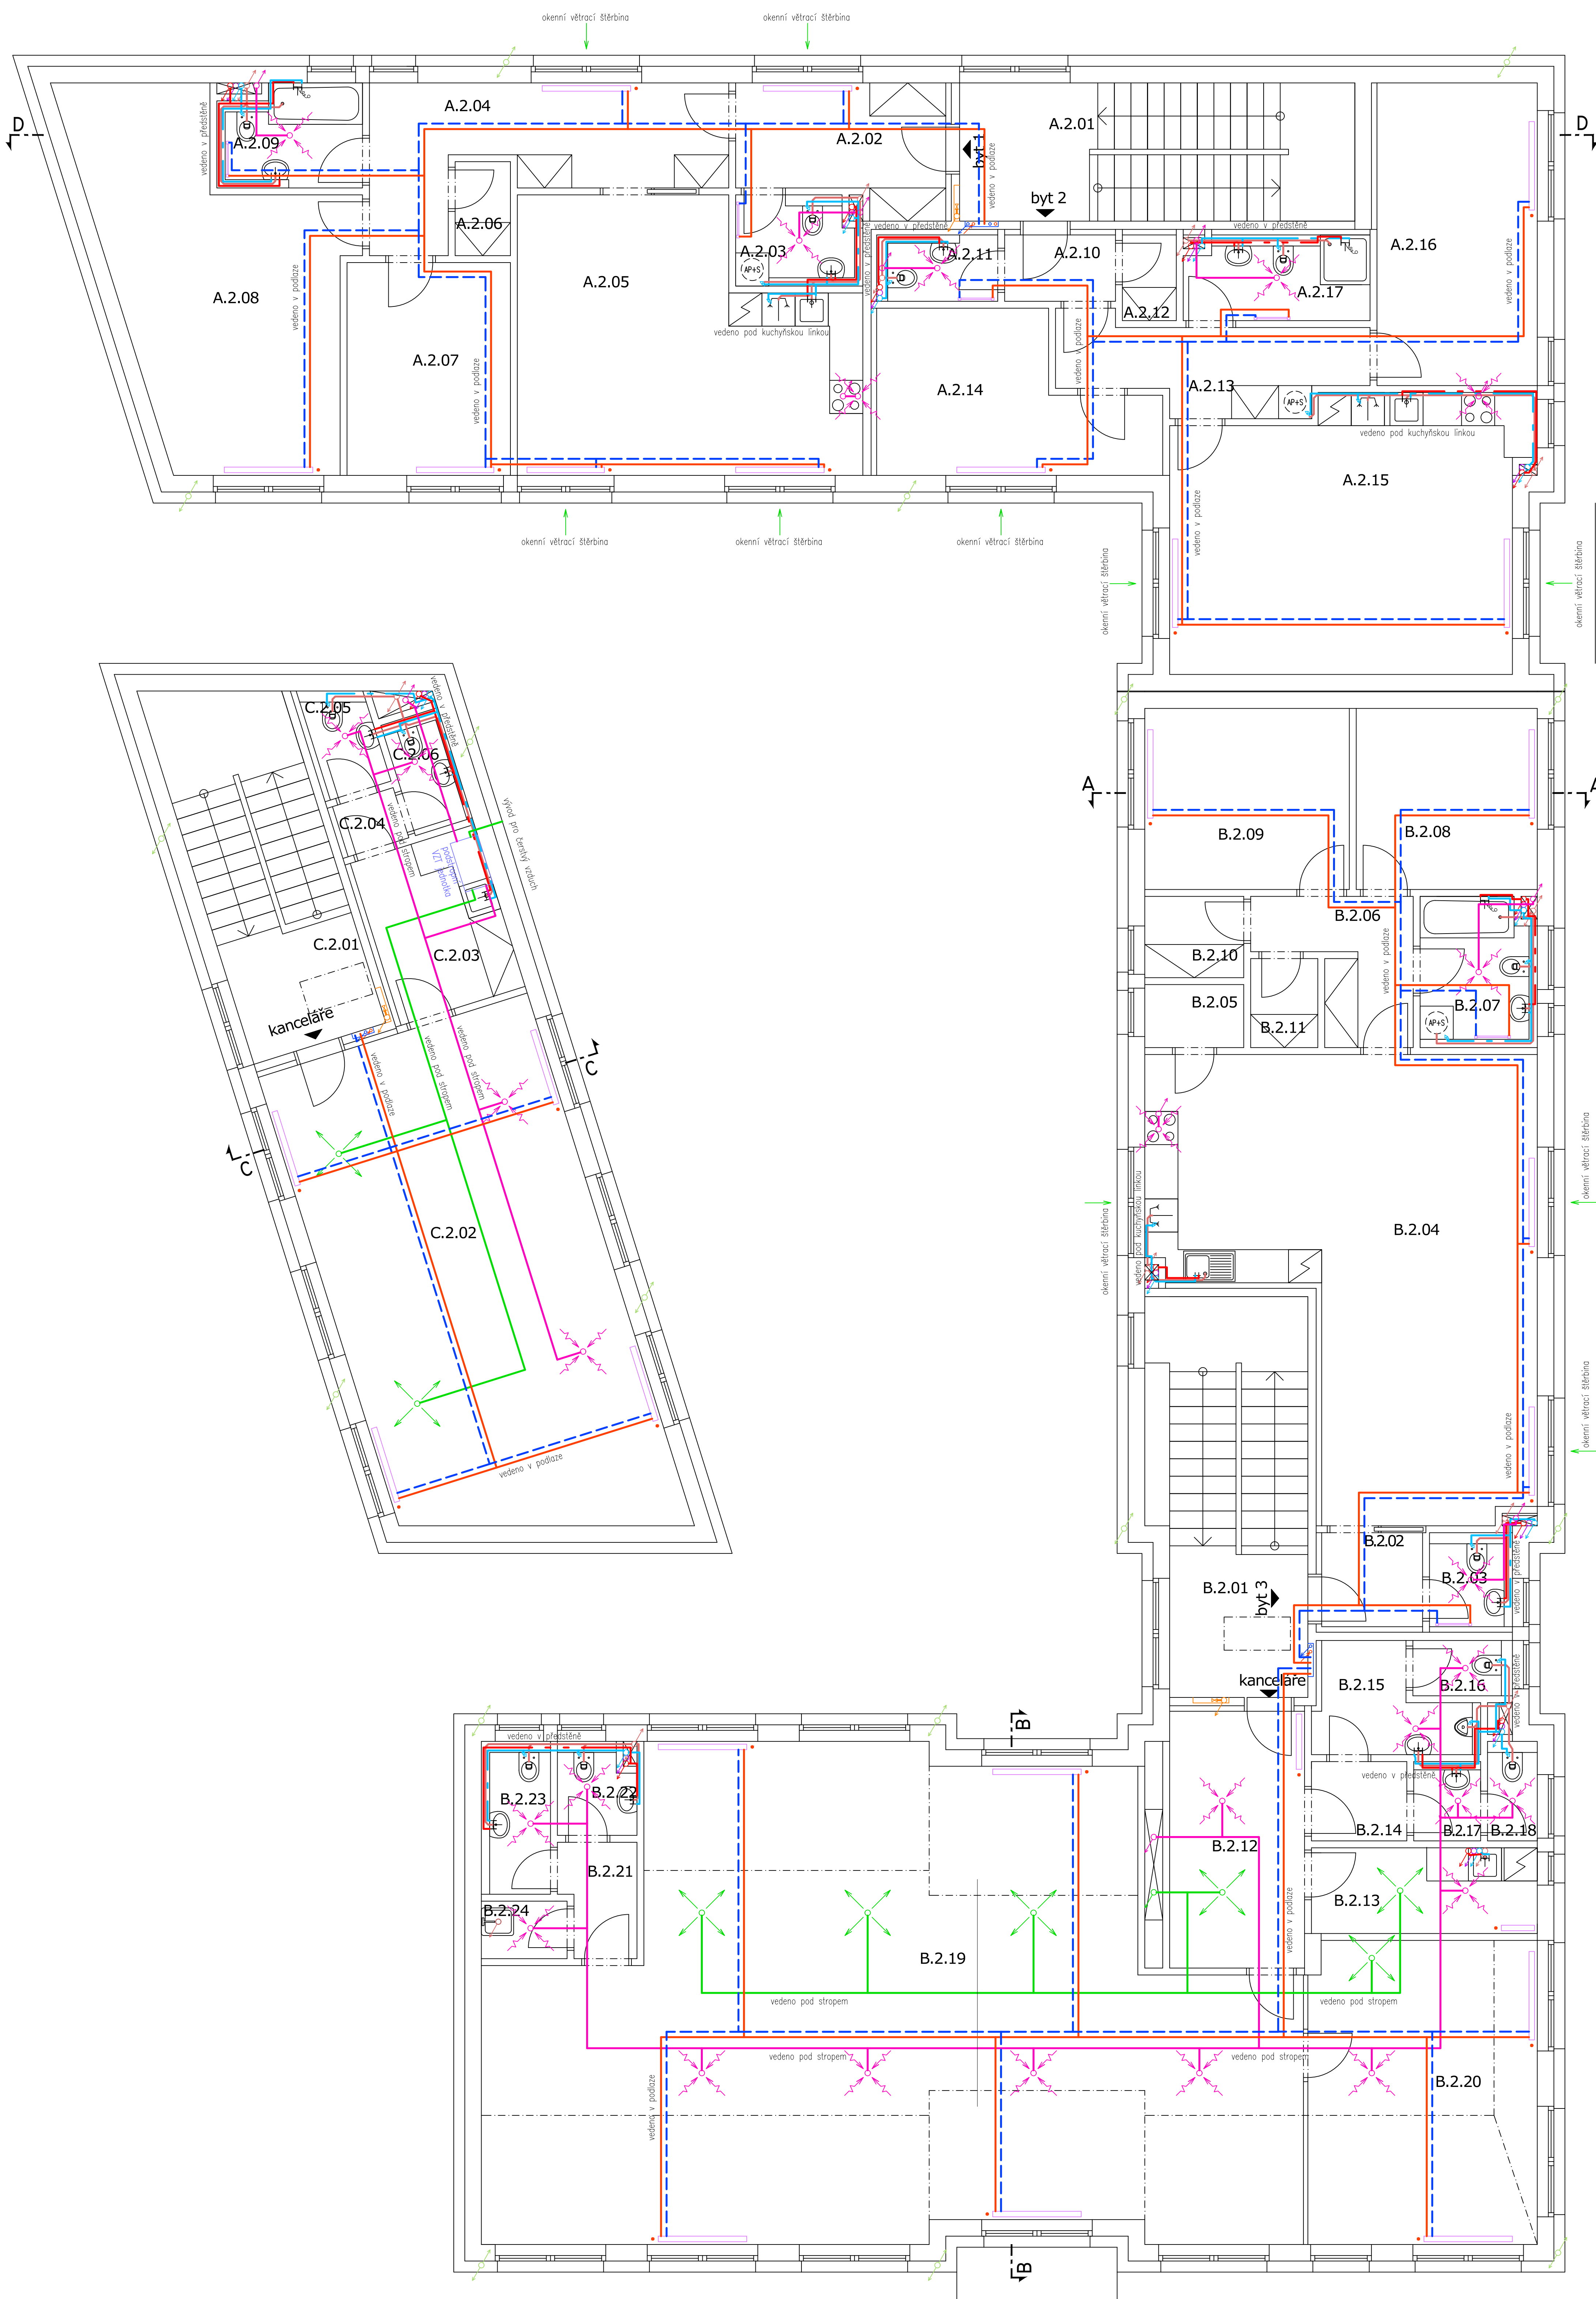 okenní větrací štěrbina
okenní větrací štěrbina
D
D
A.2.04
A.2.02
A.2.01
byt 1
vedeno v podlaze
vedeno v předstěně
A.2.09
byt 2
A.2.06
A.2.03
AP+S
vedeno v předstěně
vedeno v předstěně
A.2.11
A.2.10
vedeno v předstěně
A.2.16
vedeno v podlaze
A.2.17
A.2.12
A.2.08
vedeno v podlaze
A.2.05
vedeno pod kuchyňskou linkou
A.2.07
vedeno v podlaze
A.2.14
vedeno v podlaze
A.2.13
AP+S
vedeno pod kuchyňskou linkou
A.2.15
vedeno v podlaze
okenní větrací štěrbina
okenní větrací štěrbina
okenní větrací štěrbina
okenní větrací štěrbina
okenní větrací štěrbina
C.2.05
vedeno v předstěně
C.2.06
C.2.04
vedeno pod stropem
vývod pro čerstvý vzduch
podstropní
VZT jednotka
C.2.01
C.2.03
kanceláře
vedeno v podlaze
vedeno pod stropem
vedeno pod stropem
C
C
C.2.02
vedeno v podlaze
A
A
B.2.09
B.2.08
B.2.06
vedeno v podlaze
B.2.10
B.2.05
B.2.11
B.2.07
AP+S
okenní větrací štěrbina
vedeno pod kuchyňskou linkou
okenní větrací štěrbina
B.2.04
okenní větrací štěrbina
vedeno v podlaze
B.2.02
B.2.03
vedeno v předstěně
B.2.01
byt 3
kanceláře
B.2.15
B.2.16
vedeno v předstěně
B
vedeno v předstěně
vedeno v předstěně
B.2.23
B.2.22
B.2.14
B.2.17
B.2.18
B.2.12
B.2.21
B.2.13
B.2.24
vedeno v podlaze
B.2.19
vedeno pod stropem
vedeno pod stropem
vedeno pod stropem
vedeno pod stropem
B.2.20
vedeno v podlaze
B